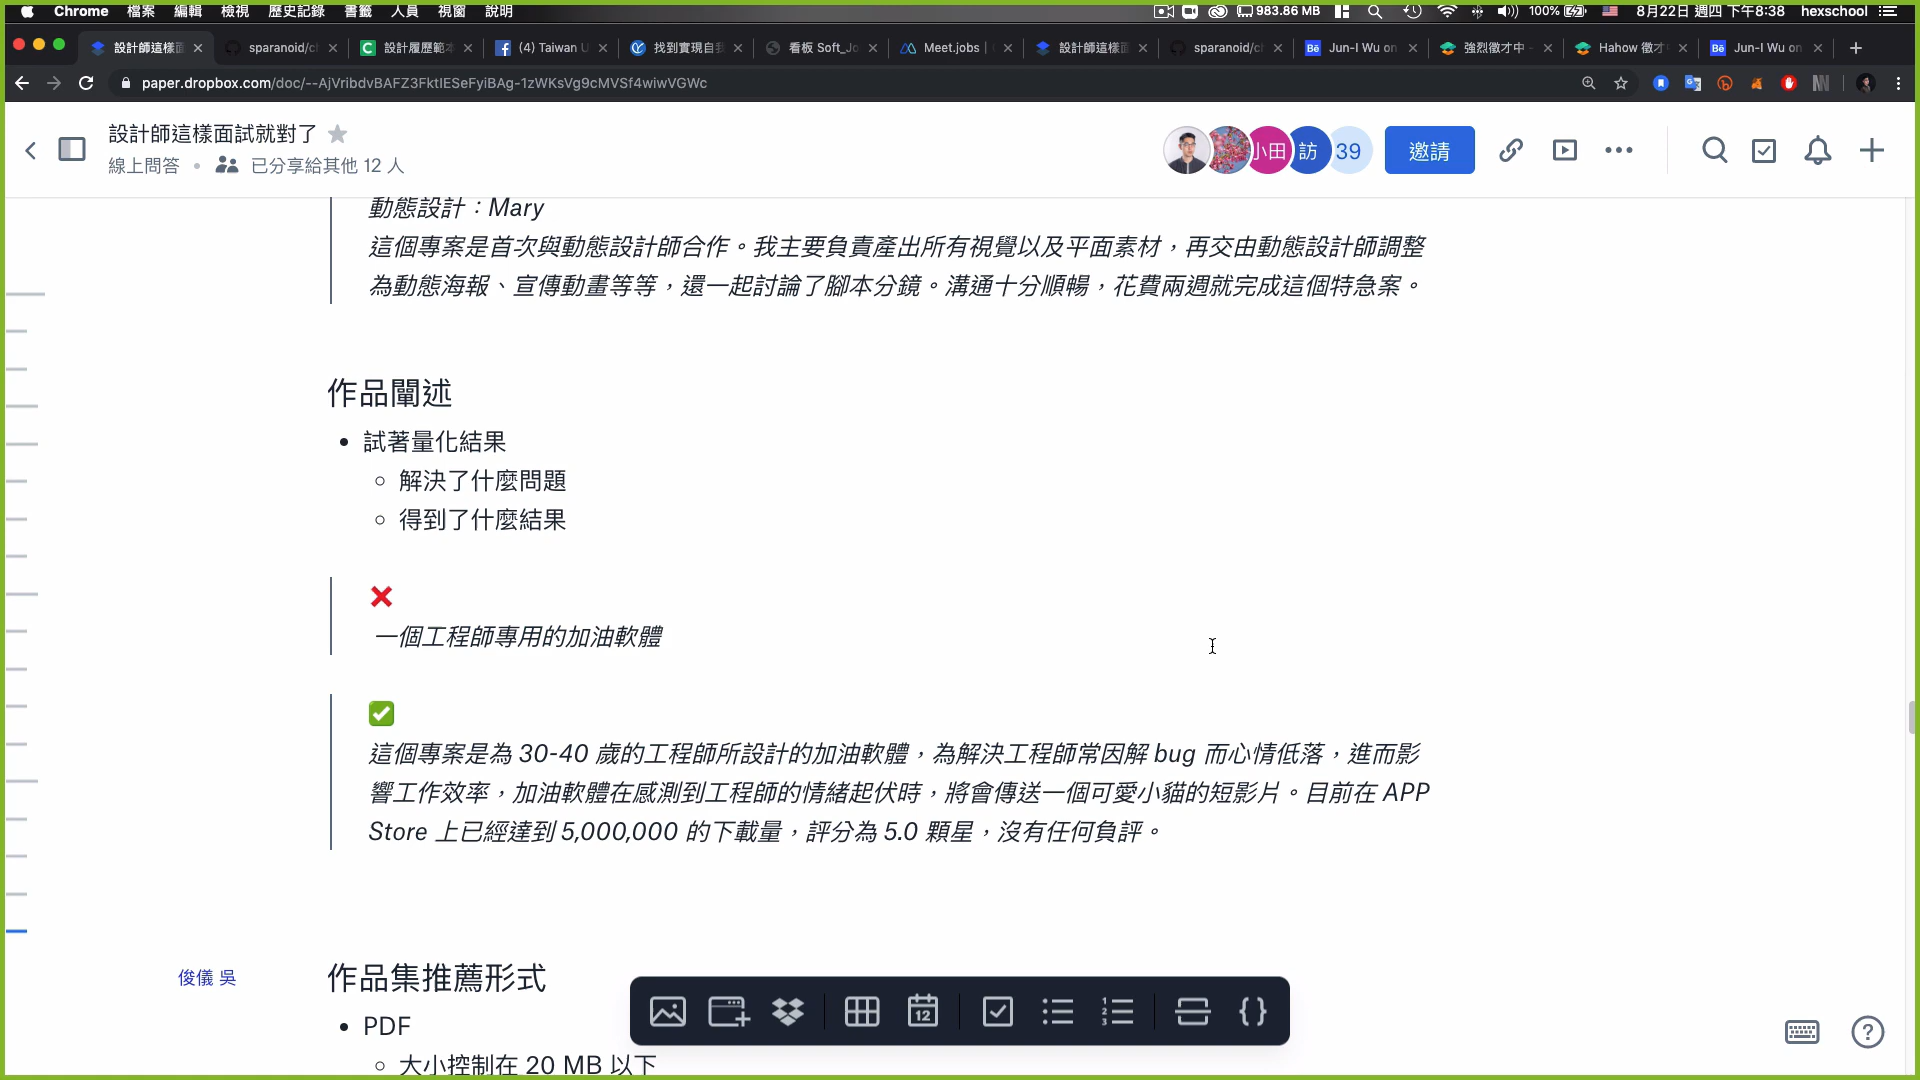 Chrome 檔案 編輯 檢視 歷史記錄 書籤 人員 視窗 說明 983.86 MB 100% 8月22日 週四 下午8:38 hexschool
設計師這樣面 sparanoid/c 設計履歷範本 (4) Taiwan U 找到實現自我 看板 Soft_Jo Meet.jobs | 設計師這樣面 sparanoid/c Jun-I Wu on 強烈徵才中 - Hahow 徵才 Jun-I Wu on
paper.dropbox.com/doc/--AjVribdvBAFZ3FktIESeFyiBAg-1zWKsVg9cMVSf4wiwVGWc
設計師這樣面試就對了
線上問答 • 已分享給其他 12 人
小田 訪 39 邀請
動態設計：Mary
這個專案是首次與動態設計師合作。我主要負責產出所有視覺以及平面素材，再交由動態設計師調整
為動態海報、宣傳動畫等等，還一起討論了腳本分鏡。溝通十分順暢，花費兩週就完成這個特急案。
作品闡述
• 試著量化結果
◦ 解決了什麼問題
◦ 得到了什麼結果
❌
一個工程師專用的加油軟體
✅
這個專案是為 30-40 歲的工程師所設計的加油軟體，為解決工程師常因解 bug 而心情低落，進而影
響工作效率，加油軟體在感測到工程師的情緒起伏時，將會傳送一個可愛小貓的短影片。目前在 APP
Store 上已經達到 5,000,000 的下載量，評分為 5.0 顆星，沒有任何負評。
俊儀 吳
作品集推薦形式
• PDF
◦ 大小控制在 20 MB 以下
12